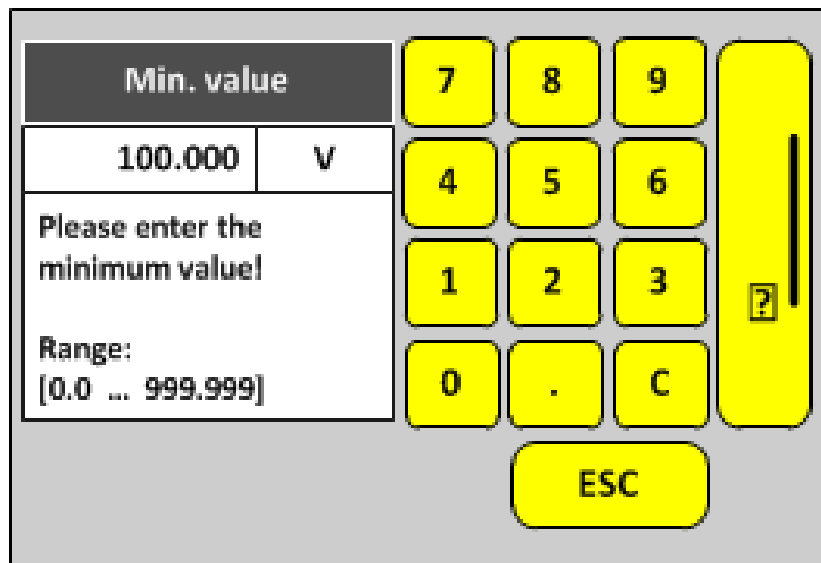 Min. value
100.000 V
Please enter the
minimum value!
Range:
[0.0 ... 999.999]
7 8 9
4 5 6
1 2 3
?
0 . C
ESC